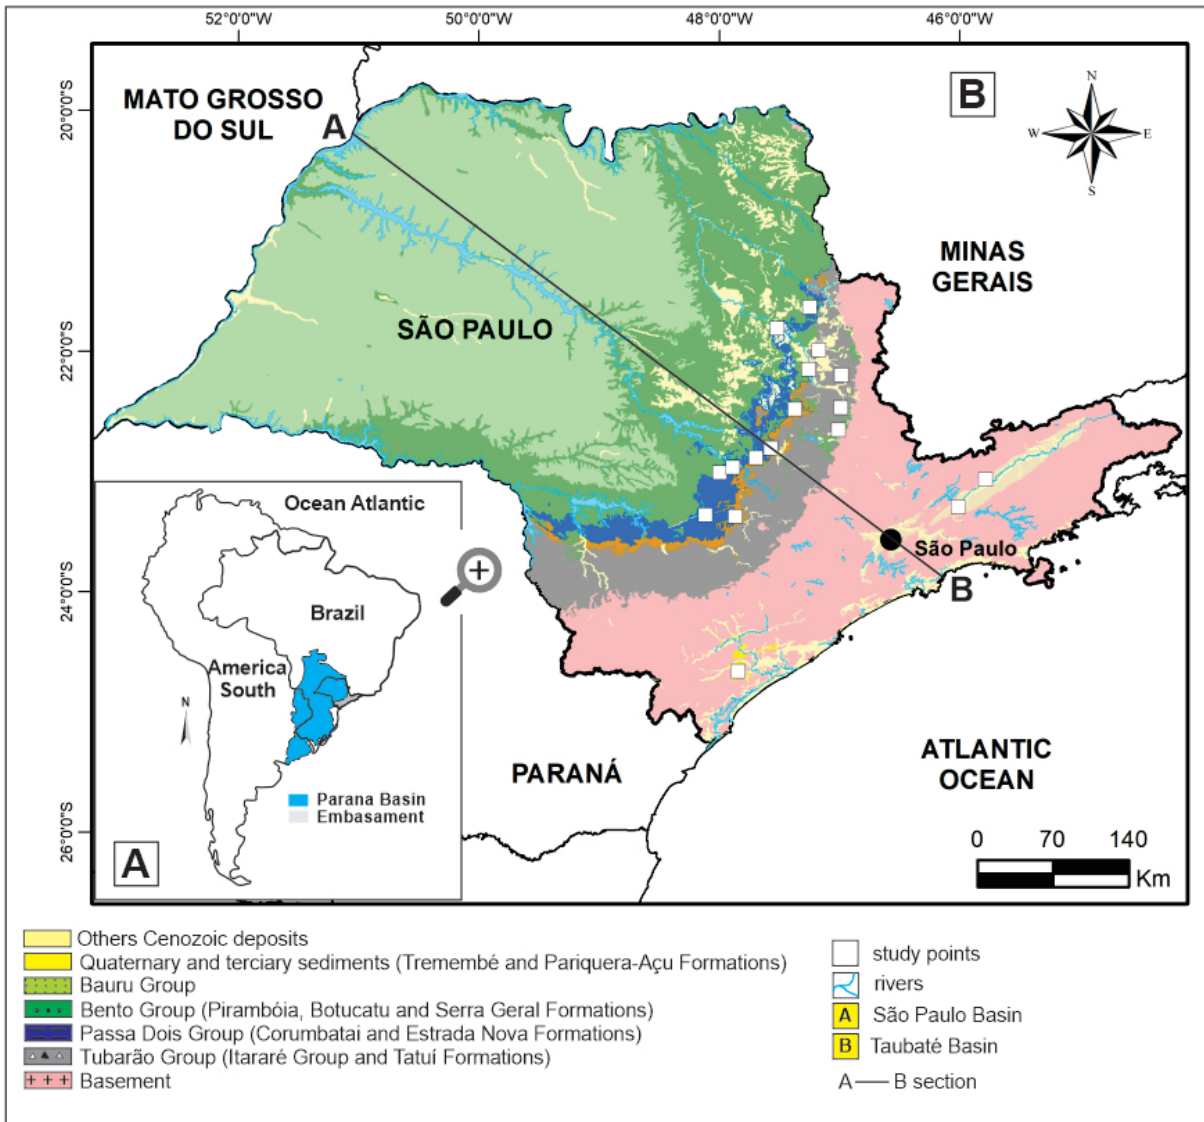 52°0'0"W 50°0'0"W 48°0'0"W 46°0'0"W
20°0'0"S
22°0'0"S
24°0'0"S
26°0'0"S
MATO GROSSO
DO SUL
A
B
N
W E
S
MINAS
GERAIS
SÃO PAULO
São Paulo
B
PARANÁ
ATLANTIC
OCEAN
0 70 140
Km
Ocean Atlantic
Brazil
America
South
N
Parana Basin
Embasament
A
Others Cenozoic deposits
Quaternary and terciary sediments (Tremembé and Pariquera-Açu Formations)
Bauru Group
Bento Group (Pirambóia, Botucatu and Serra Geral Formations)
Passa Dois Group (Corumbatai and Estrada Nova Formations)
Tubarão Group (Itararé Group and Tatuí Formations)
Basement
study points
rivers
A São Paulo Basin
B Taubaté Basin
A — B section